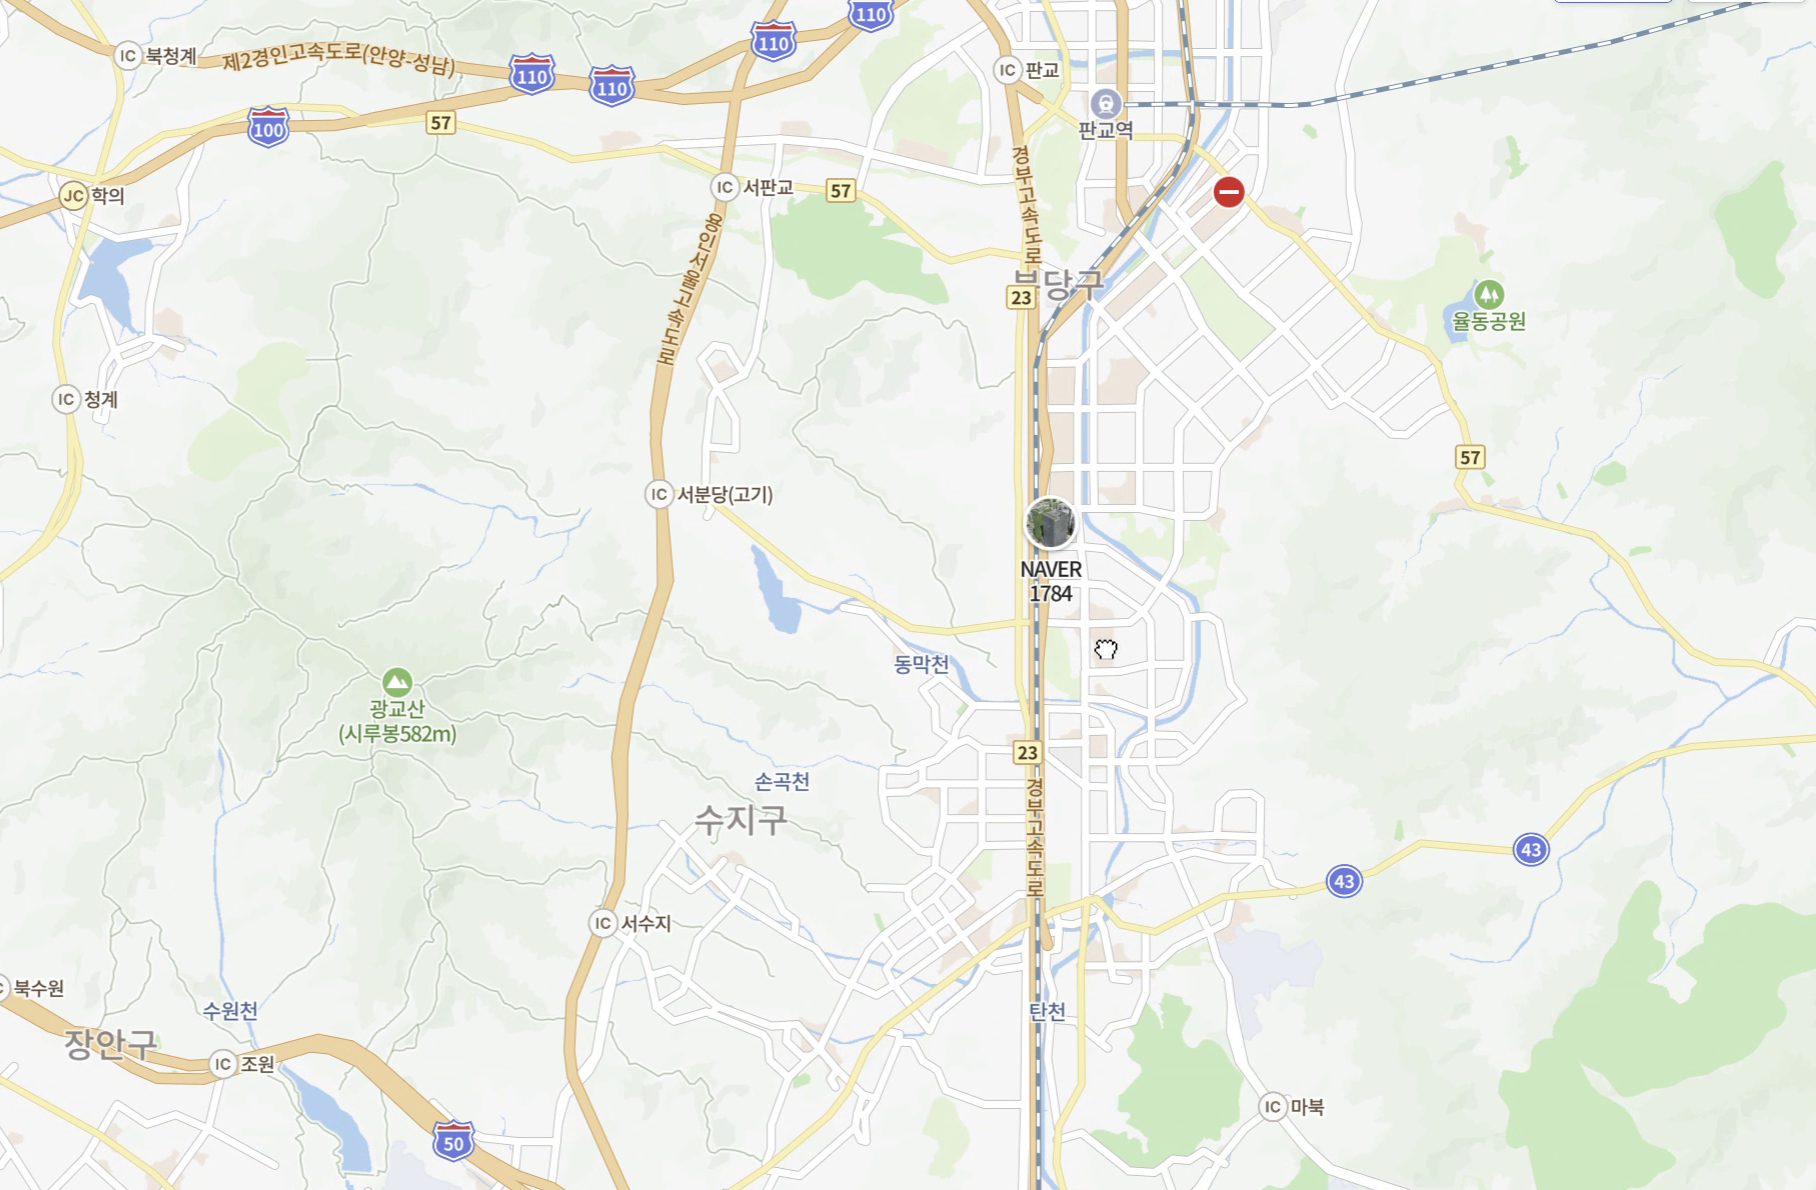 110
110
IC 북청계
제2경인고속도로(안양-성남)
110
110
IC 판교
100
57
판교역
경부고속도로
JC 학의
IC 서판교
57
용인서울고속도로
분당구
23
율동공원
IC 청계
57
IC 서분당(고기)
NAVER
1784
동막천
광교산
(시루봉582m)
23
손곡천
수지구
경부고속도로
43
43
IC 서수지
북수원
수원천
탄천
장안구
IC 조원
IC 마북
50